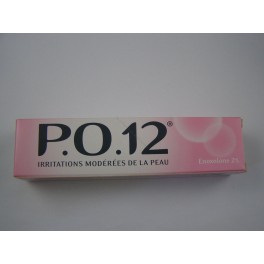 P.O.12®
IRRITATIONS MODÉRÉES DE LA PEAU